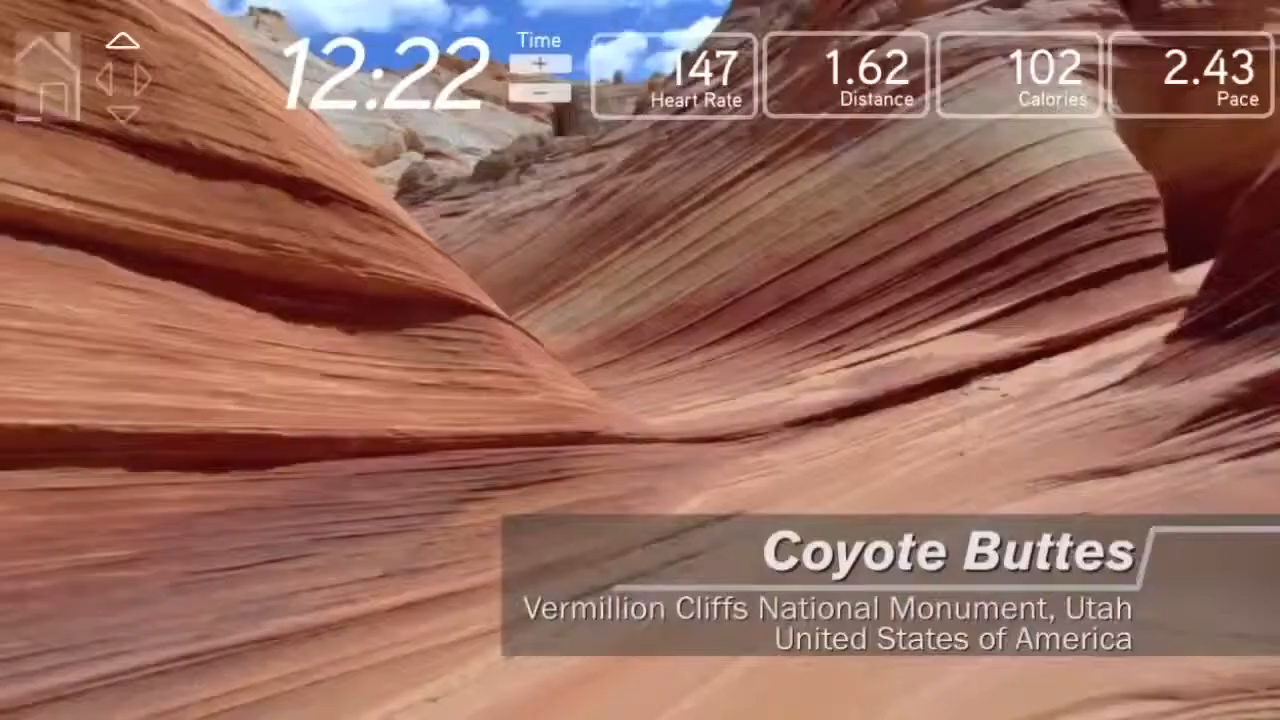 12:22
Time
+
−
147
Heart Rate
1.62
Distance
102
Calories
2.43
Pace
Coyote Buttes
Vermillion Cliffs National Monument, Utah
United States of America